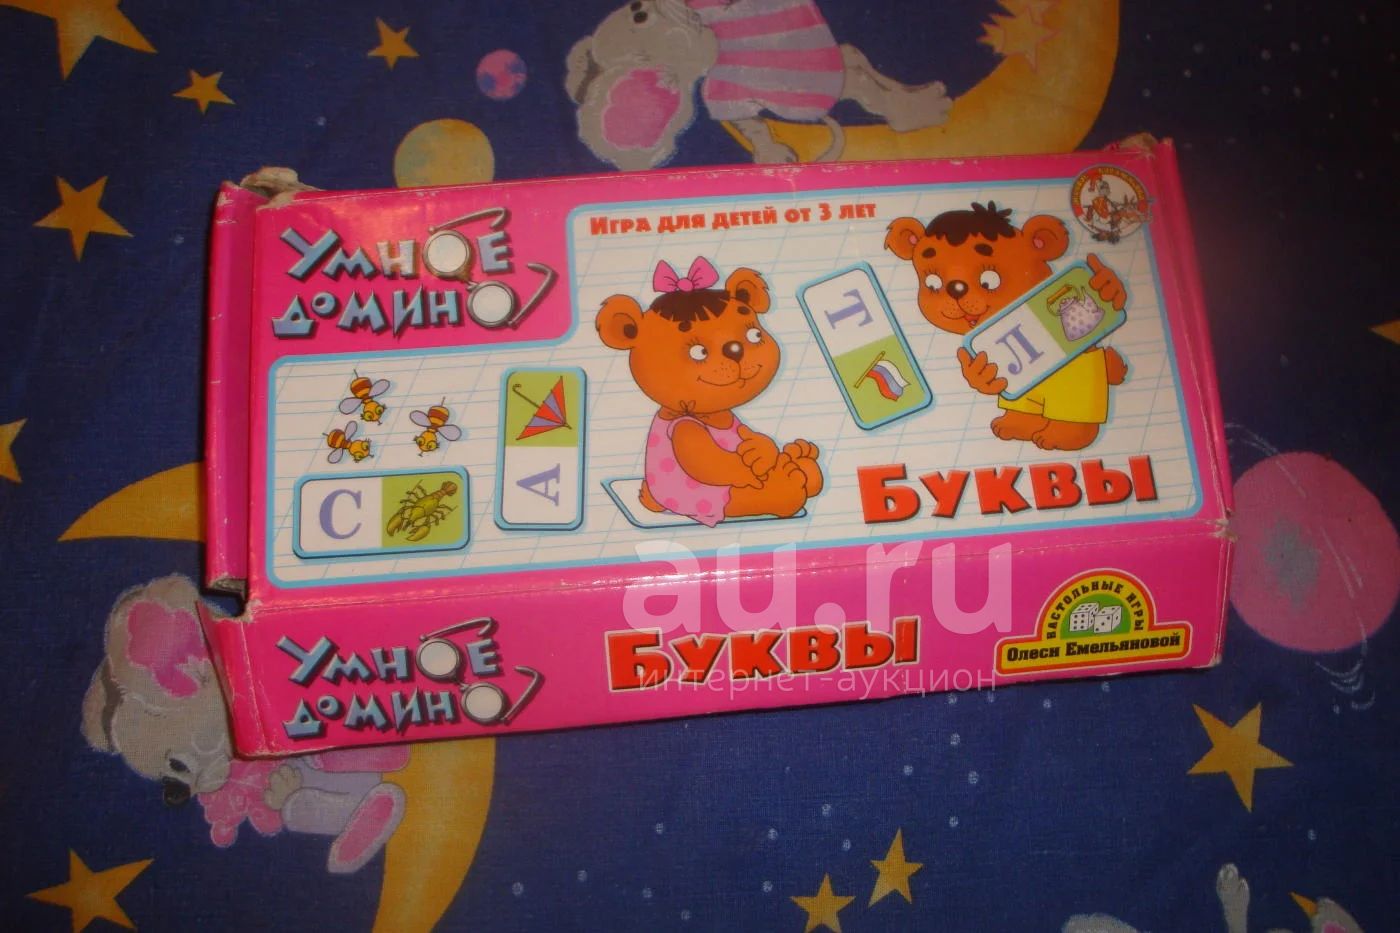 Умное
домино
Игра для детей от 3 лет
Т
Л
А
С
Буквы
au.ru
интернет-аукцион
Умное
домино
Буквы
Настольные игры
Олеси Емельяновой